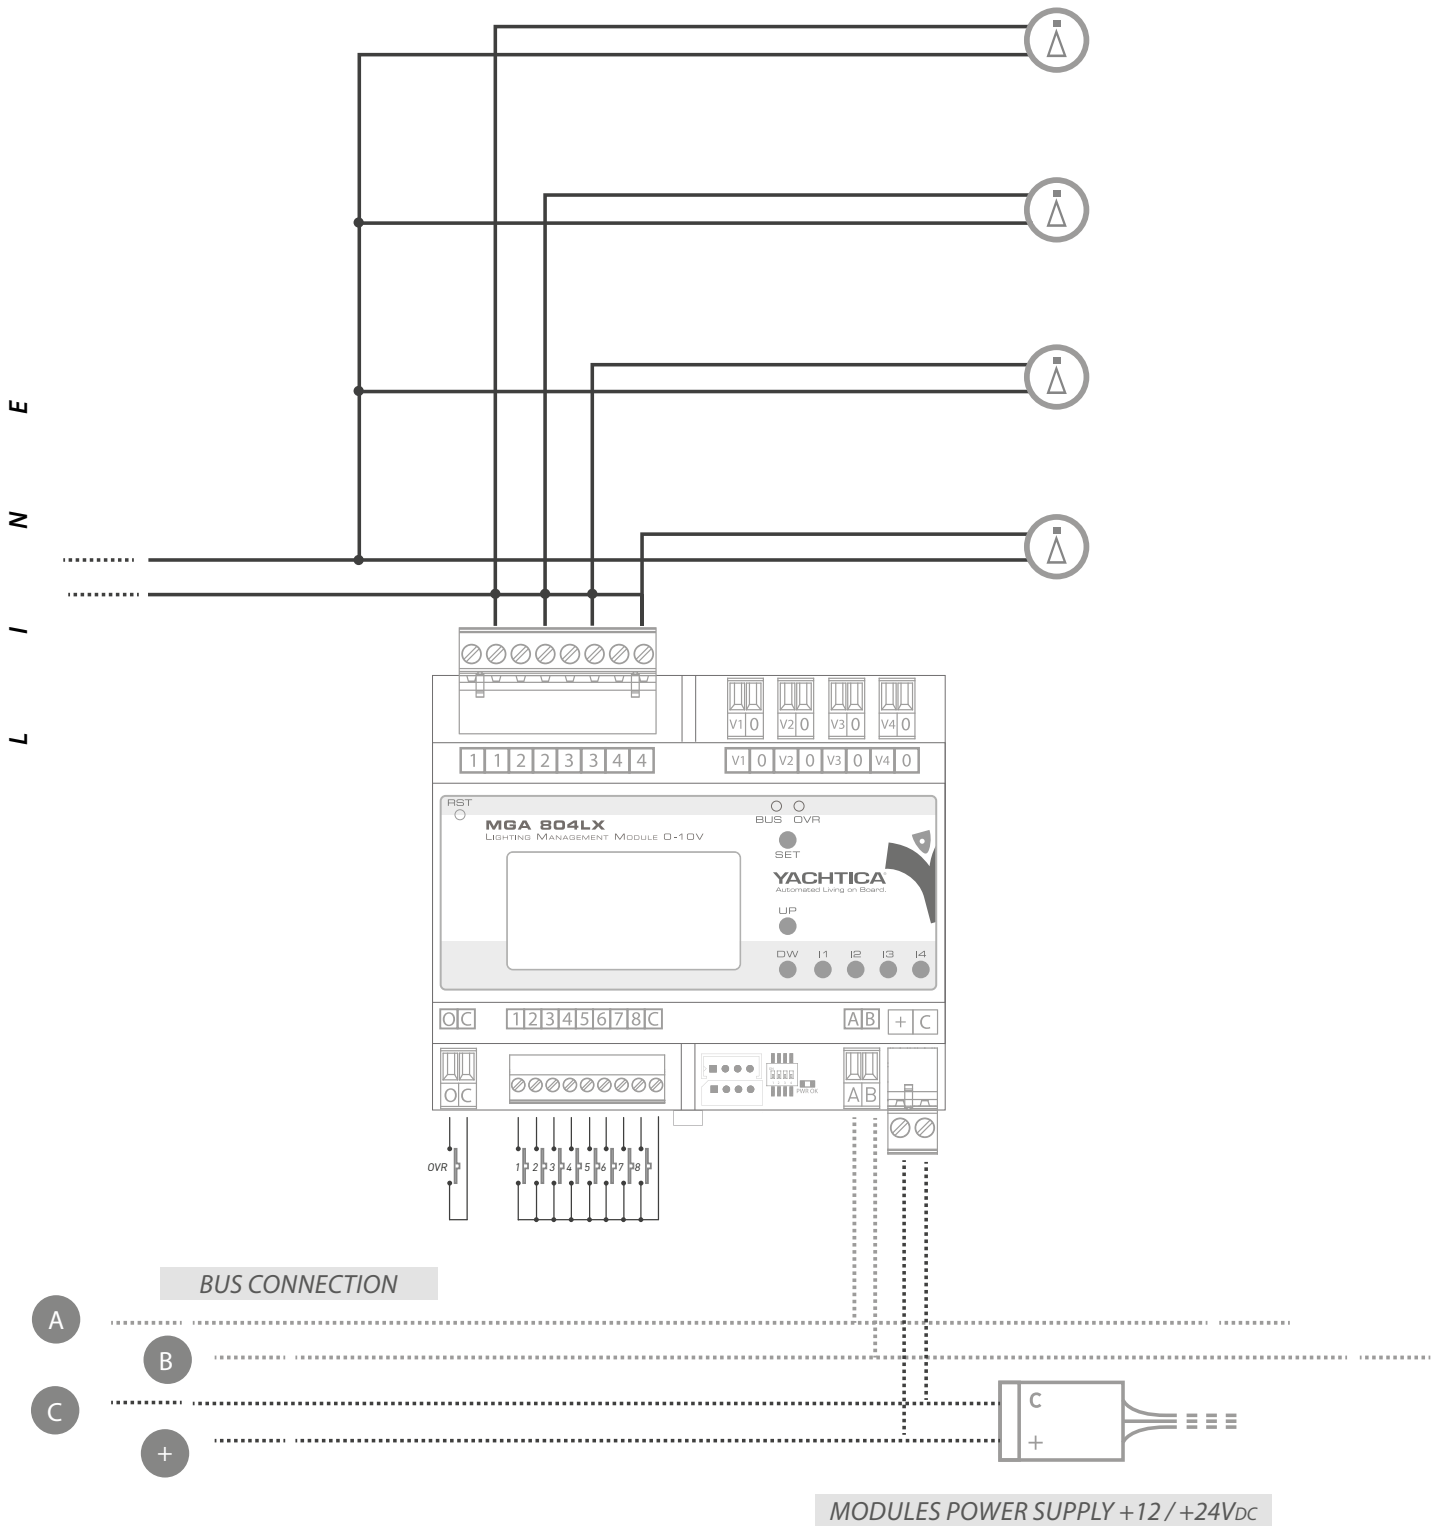 L I N E
V1 0 V2 0 V3 0 V4 0
1 1 2 2 3 3 4 4 V1 0 V2 0 V3 0 V4 0
RST
BUS OVR
MGA 804LX
LIGHTING MANAGEMENT MODULE 0-10V
SET
YACHTICA
Automated Living on Board.
UP
DW I1 I2 I3 I4
O C 1 2 3 4 5 6 7 8 C A B + C
O C A B
PWR OK
OVR 1 2 3 4 5 6 7 8
BUS CONNECTION
A
B
C
+
C
+
MODULES POWER SUPPLY +12 / +24VDC